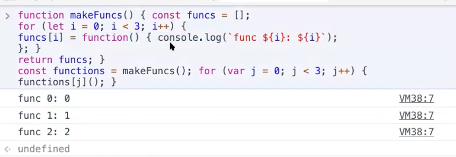 > function makeFuncs() { const funcs = [];
for (let i = 0; i < 3; i++) {
funcs[i] = function() { console.log(`func ${i}: ${i}`);
}; }
return funcs; }
const functions = makeFuncs(); for (var j = 0; j < 3; j++) {
functions[j](); }
func 0: 0 VM38:7
func 1: 1 VM38:7
func 2: 2 VM38:7
undefined